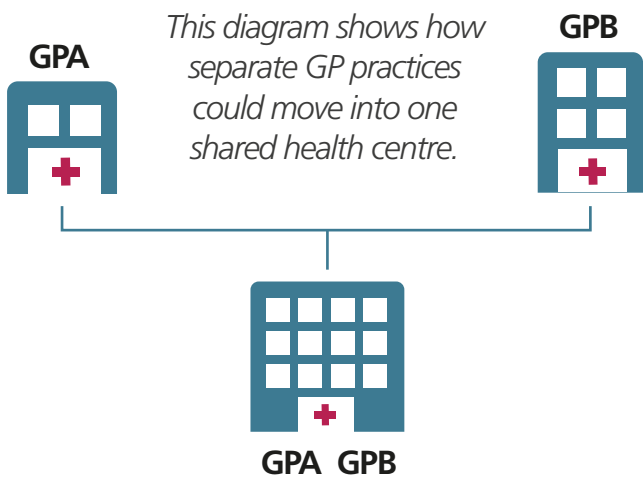 GPA
This diagram shows how
separate GP practices
could move into one
shared health centre.
GPB
GPA GPB